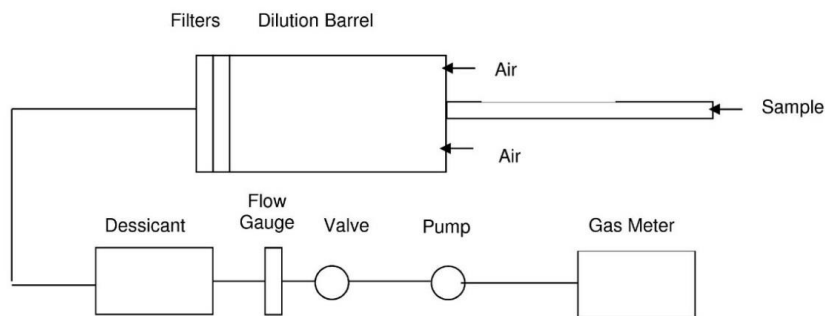 Filters
Dilution Barrel
Air
Sample
Air
Flow
Gauge
Dessicant
Valve
Pump
Gas Meter